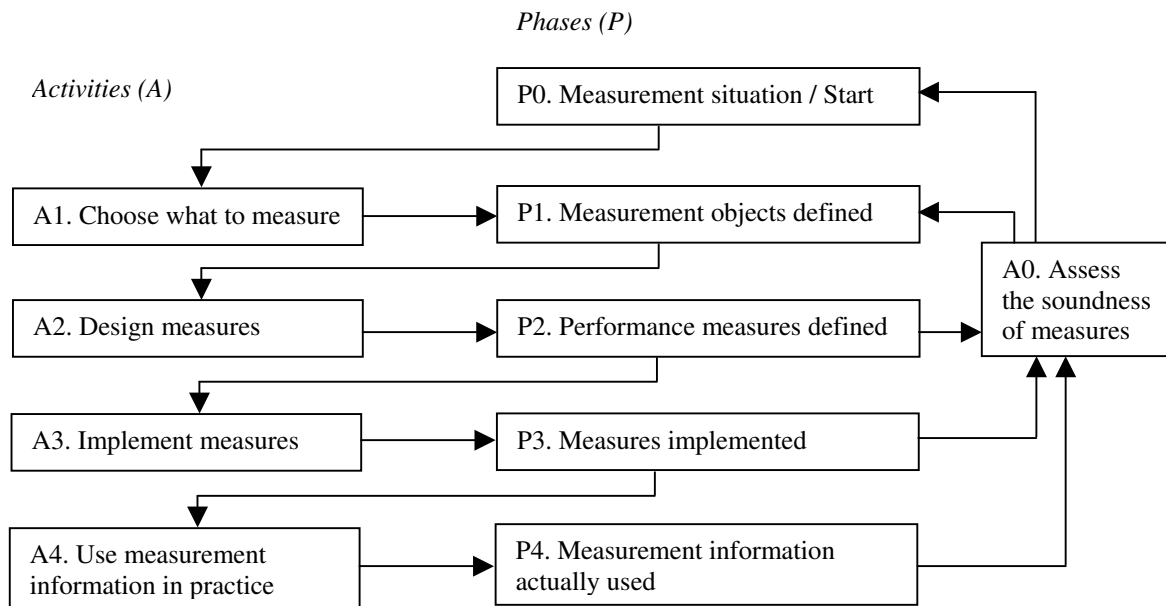 Phases (P)
Activities (A)
P0. Measurement situation / Start
A1. Choose what to measure
P1. Measurement objects defined
A0. Assess
the soundness
of measures
A2. Design measures
P2. Performance measures defined
A3. Implement measures
P3. Measures implemented
A4. Use measurement
information in practice
P4. Measurement information
actually used